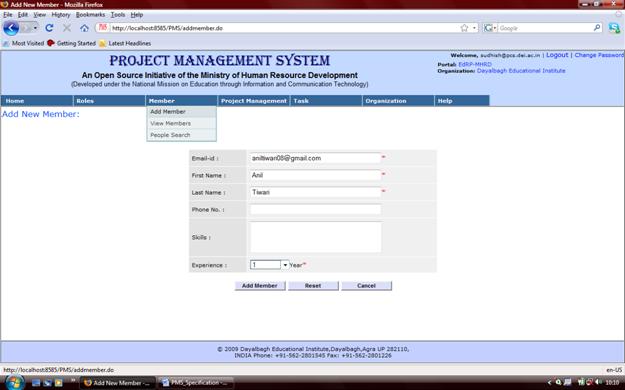 Add New Member - Mozilla Firefox
File Edit View History Bookmarks Tools Help
http://localhost:8585/PMS/addmember.do
Google
Most Visited Getting Started Latest Headlines
PROJECT MANAGEMENT SYSTEM
An Open Source Initiative of the Ministry of Human Resource Development
(Developed under the National Mission on Education through Information and Communication Technology)
Welcome, sudhish@pcs.dei.ac.in | Logout | Change Password
Portal: EdRP-MHRD
Organization: Dayalbagh Educational Institute
Home Roles Member Project Management Task Organization Help
Add Member
View Members
People Search
Add New Member:
Email-id : aniltiwari08@gmail.com *
First Name : Anil *
Last Name : Tiwari *
Phone No. :
Skills :
Experience : 1 Year*
Add Member Reset Cancel
© 2009 Dayalbagh Educational Institute,Dayalbagh,Agra UP 282110,
INDIA Phone: +91-562-2801545 Fax: +91-562-2801226
http://localhost:8585/PMS/addmember.do en-US
Add New Member -... PMS_Specification -... 10:10